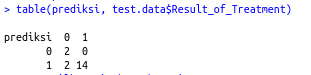 > table(prediksi, test.data$Result_of_Treatment)
prediksi  0  1
       0  2  0
       1  2 14